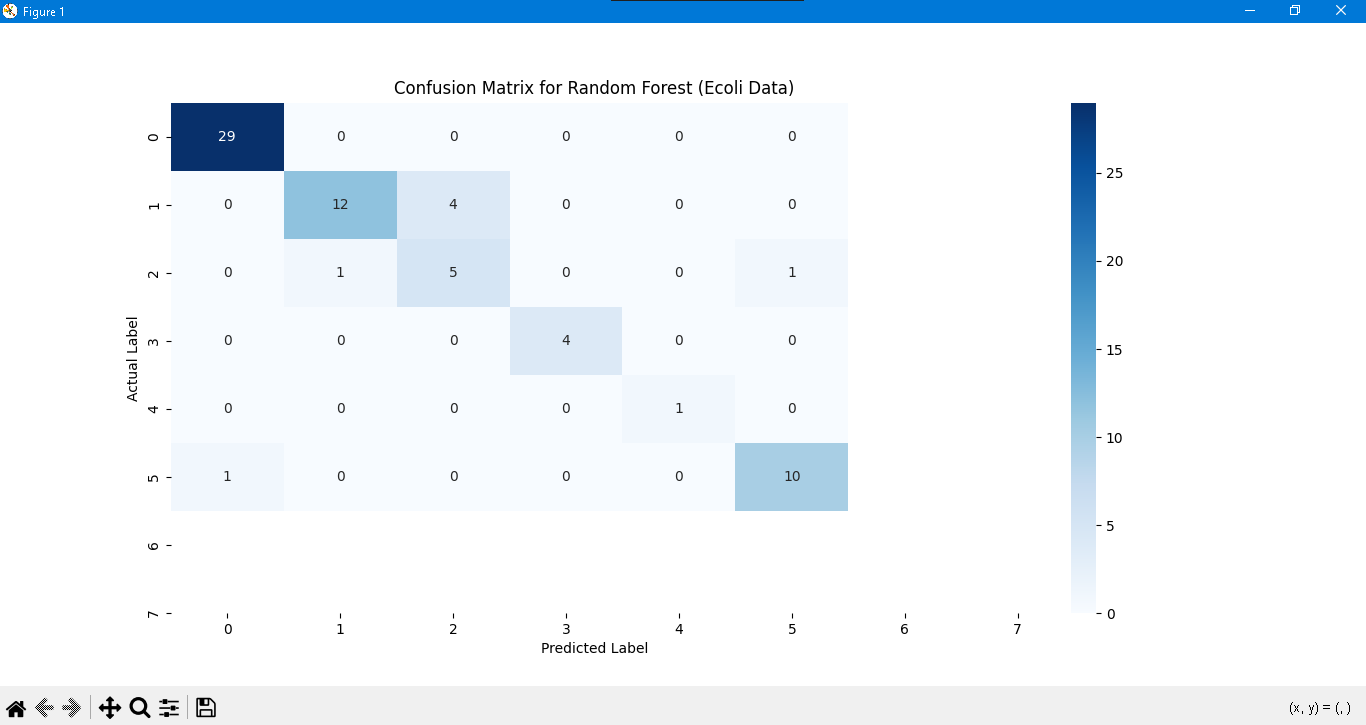 Figure 1
Confusion Matrix for Random Forest (Ecoli Data)
0 29 0 0 0 0 0
1 0 12 4 0 0 0
2 0 1 5 0 0 1
3 0 0 0 4 0 0
4 0 0 0 0 1 0
5 1 0 0 0 0 10
6
7
Actual Label
0 1 2 3 4 5 6 7
Predicted Label
25
20
15
10
5
0
(x, y) = (, )